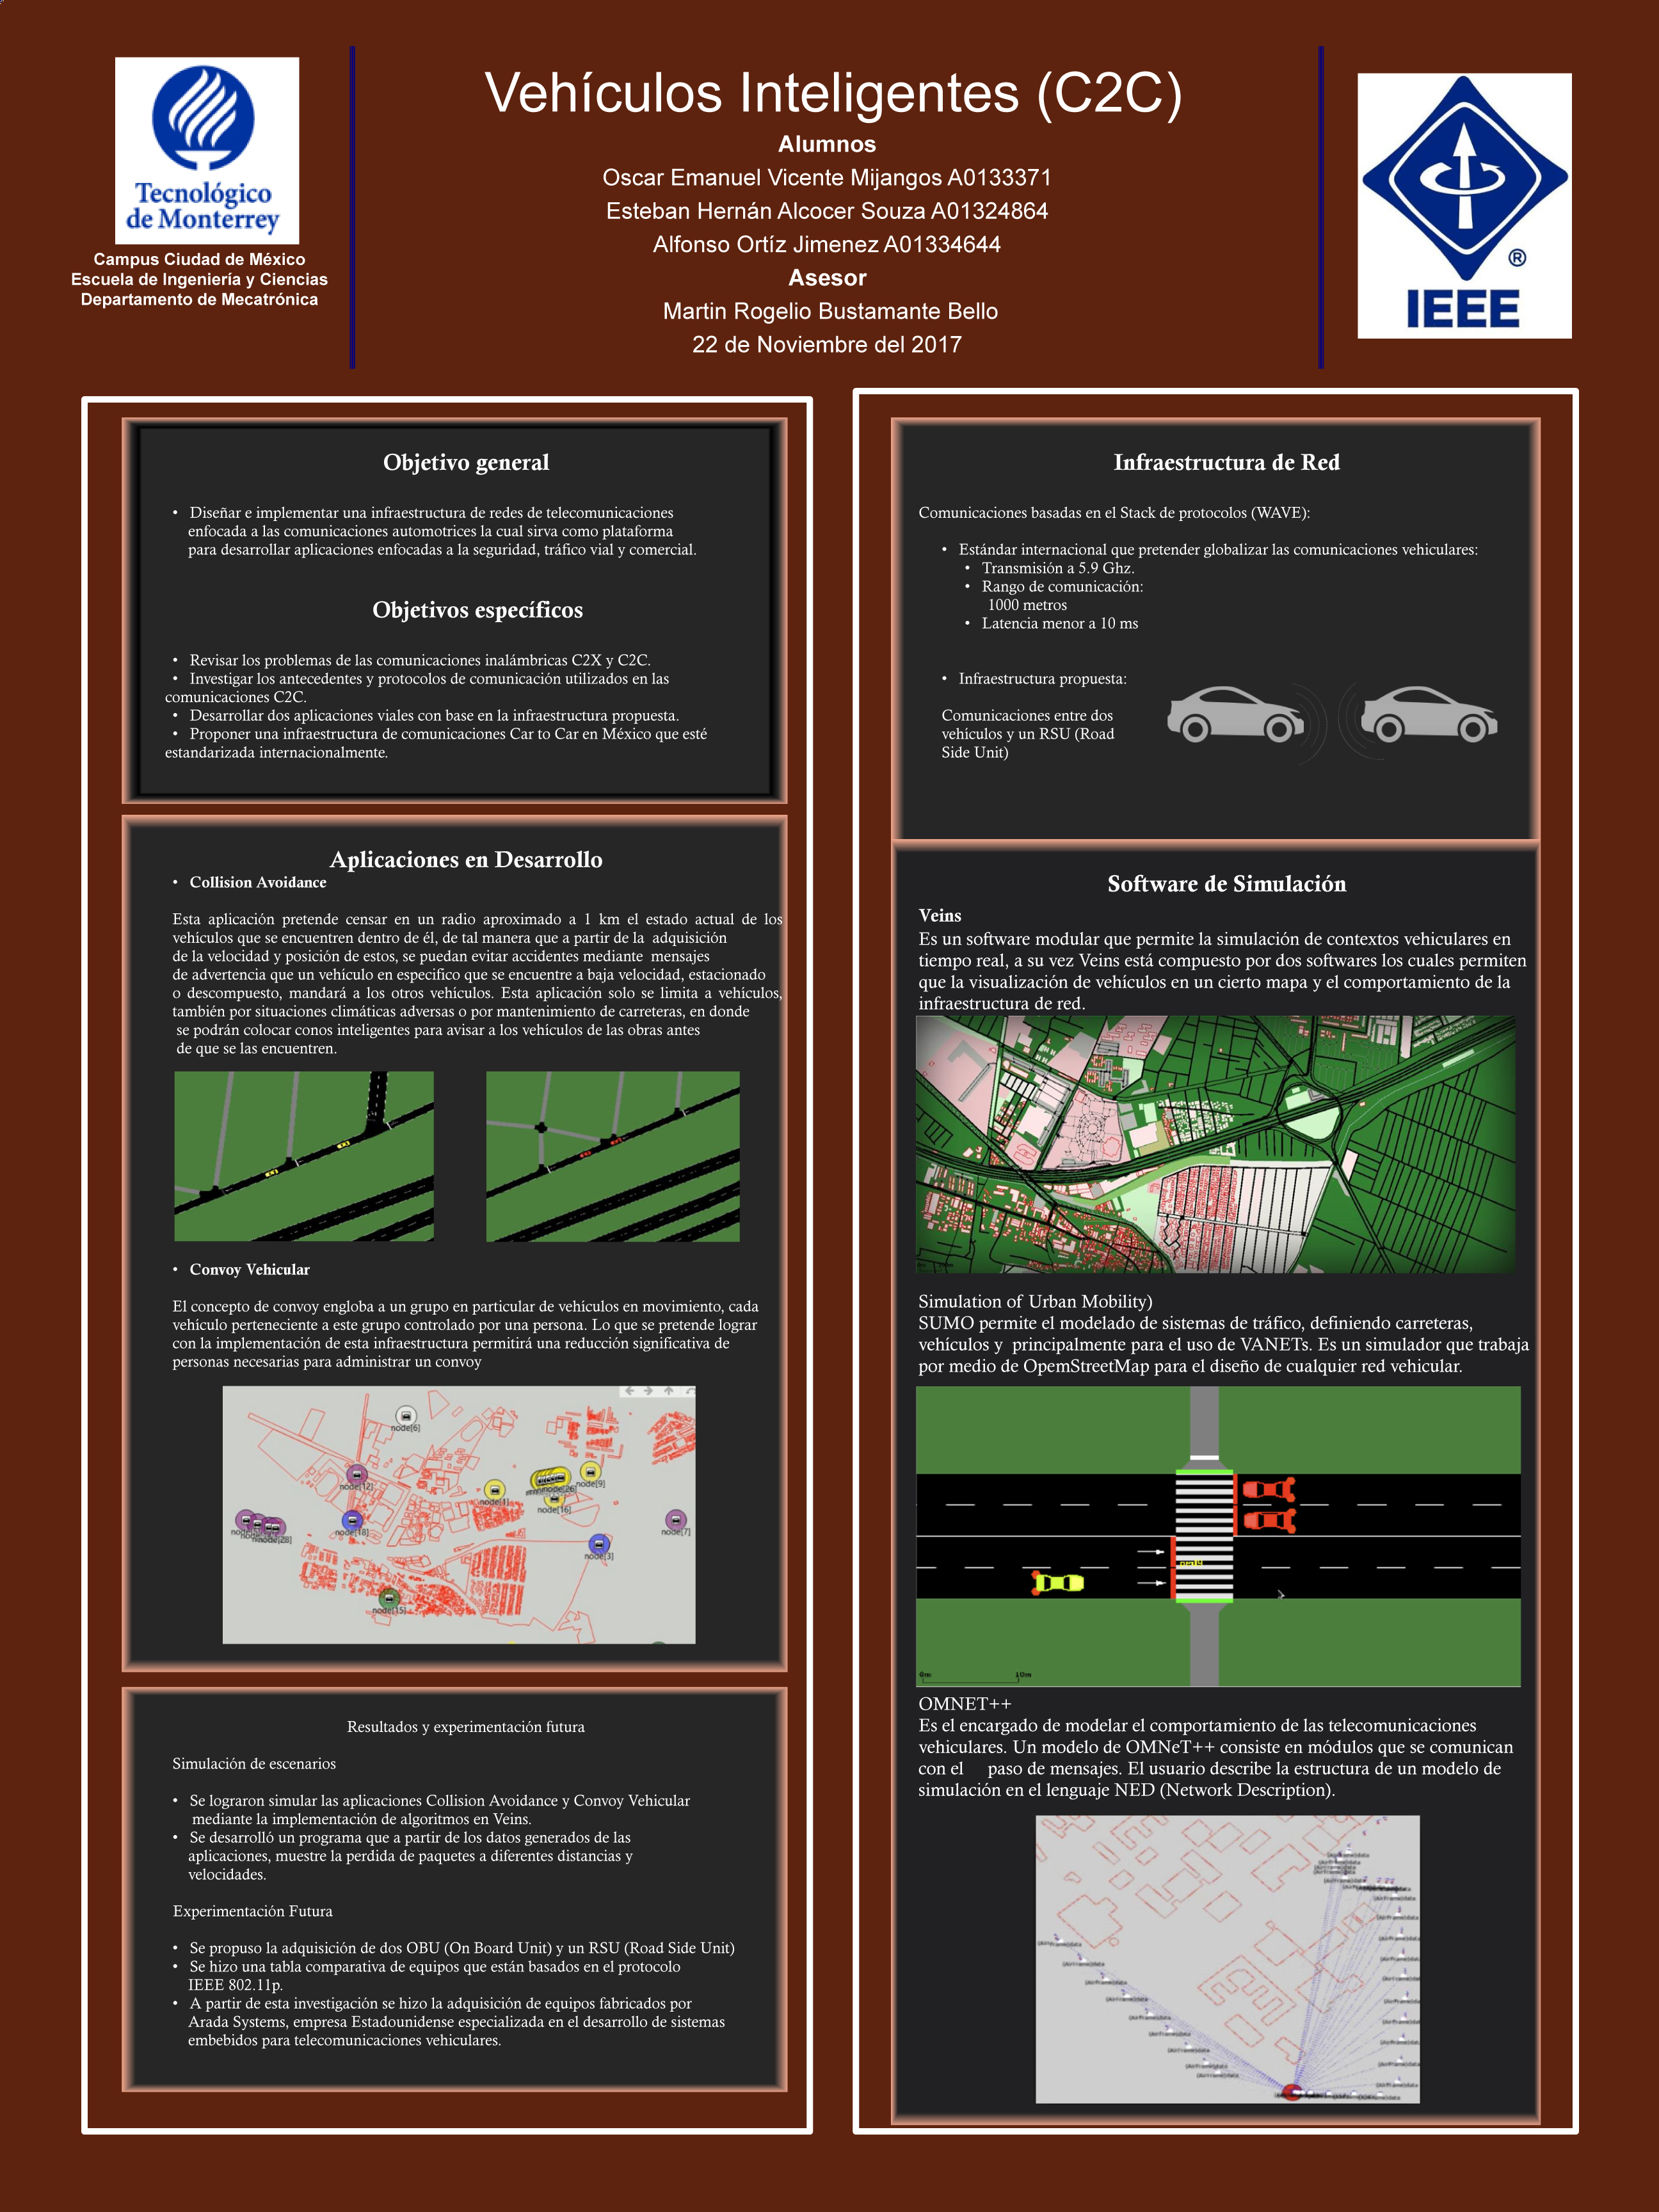 Tecnológico
de Monterrey
Campus Ciudad de México
Escuela de Ingeniería y Ciencias
Departamento de Mecatrónica
Vehículos Inteligentes (C2C)
Alumnos
Oscar Emanuel Vicente Mijangos A0133371
Esteban Hernán Alcocer Souza A01324864
Alfonso Ortíz Jimenez A01334644
Asesor
Martin Rogelio Bustamante Bello
22 de Noviembre del 2017
®
IEEE
Objetivo general
• Diseñar e implementar una infraestructura de redes de telecomunicaciones
enfocada a las comunicaciones automotrices la cual sirva como plataforma
para desarrollar aplicaciones enfocadas a la seguridad, tráfico vial y comercial.
Objetivos específicos
• Revisar los problemas de las comunicaciones inalámbricas C2X y C2C.
• Investigar los antecedentes y protocolos de comunicación utilizados en las
comunicaciones C2C.
• Desarrollar dos aplicaciones viales con base en la infraestructura propuesta.
• Proponer una infraestructura de comunicaciones Car to Car en México que esté
estandarizada internacionalmente.
Aplicaciones en Desarrollo
• Collision Avoidance
Esta aplicación pretende censar en un radio aproximado a 1 km el estado actual de los
vehículos que se encuentren dentro de él, de tal manera que a partir de la adquisición
de la velocidad y posición de estos, se puedan evitar accidentes mediante mensajes
de advertencia que un vehículo en especifico que se encuentre a baja velocidad, estacionado
o descompuesto, mandará a los otros vehículos. Esta aplicación solo se limita a vehículos,
también por situaciones climáticas adversas o por mantenimiento de carreteras, en donde
se podrán colocar conos inteligentes para avisar a los vehículos de las obras antes
de que se las encuentren.
• Convoy Vehicular
El concepto de convoy engloba a un grupo en particular de vehículos en movimiento, cada
vehículo perteneciente a este grupo controlado por una persona. Lo que se pretende lograr
con la implementación de esta infraestructura permitirá una reducción significativa de
personas necesarias para administrar un convoy
node[6]
node[12]
node[1]
node[26]
node[9]
node[16]
node[18]
node[28]
node[7]
node[3]
node[15]
Resultados y experimentación futura
Simulación de escenarios
• Se lograron simular las aplicaciones Collision Avoidance y Convoy Vehicular
mediante la implementación de algoritmos en Veins.
• Se desarrolló un programa que a partir de los datos generados de las
aplicaciones, muestre la perdida de paquetes a diferentes distancias y
velocidades.
Experimentación Futura
• Se propuso la adquisición de dos OBU (On Board Unit) y un RSU (Road Side Unit)
• Se hizo una tabla comparativa de equipos que están basados en el protocolo
IEEE 802.11p.
• A partir de esta investigación se hizo la adquisición de equipos fabricados por
Arada Systems, empresa Estadounidense especializada en el desarrollo de sistemas
embebidos para telecomunicaciones vehiculares.
Infraestructura de Red
Comunicaciones basadas en el Stack de protocolos (WAVE):
• Estándar internacional que pretender globalizar las comunicaciones vehiculares:
• Transmisión a 5.9 Ghz.
• Rango de comunicación:
1000 metros
• Latencia menor a 10 ms
• Infraestructura propuesta:
Comunicaciones entre dos
vehículos y un RSU (Road
Side Unit)
Software de Simulación
Veins
Es un software modular que permite la simulación de contextos vehiculares en
tiempo real, a su vez Veins está compuesto por dos softwares los cuales permiten
que la visualización de vehículos en un cierto mapa y el comportamiento de la
infraestructura de red.
Simulation of Urban Mobility)
SUMO permite el modelado de sistemas de tráfico, definiendo carreteras,
vehículos y principalmente para el uso de VANETs. Es un simulador que trabaja
por medio de OpemStreetMap para el diseño de cualquier red vehicular.
0m
10m
OMNET++
Es el encargado de modelar el comportamiento de las telecomunicaciones
vehiculares. Un modelo de OMNeT++ consiste en módulos que se comunican
con el paso de mensajes. El usuario describe la estructura de un modelo de
simulación en el lenguaje NED (Network Description).